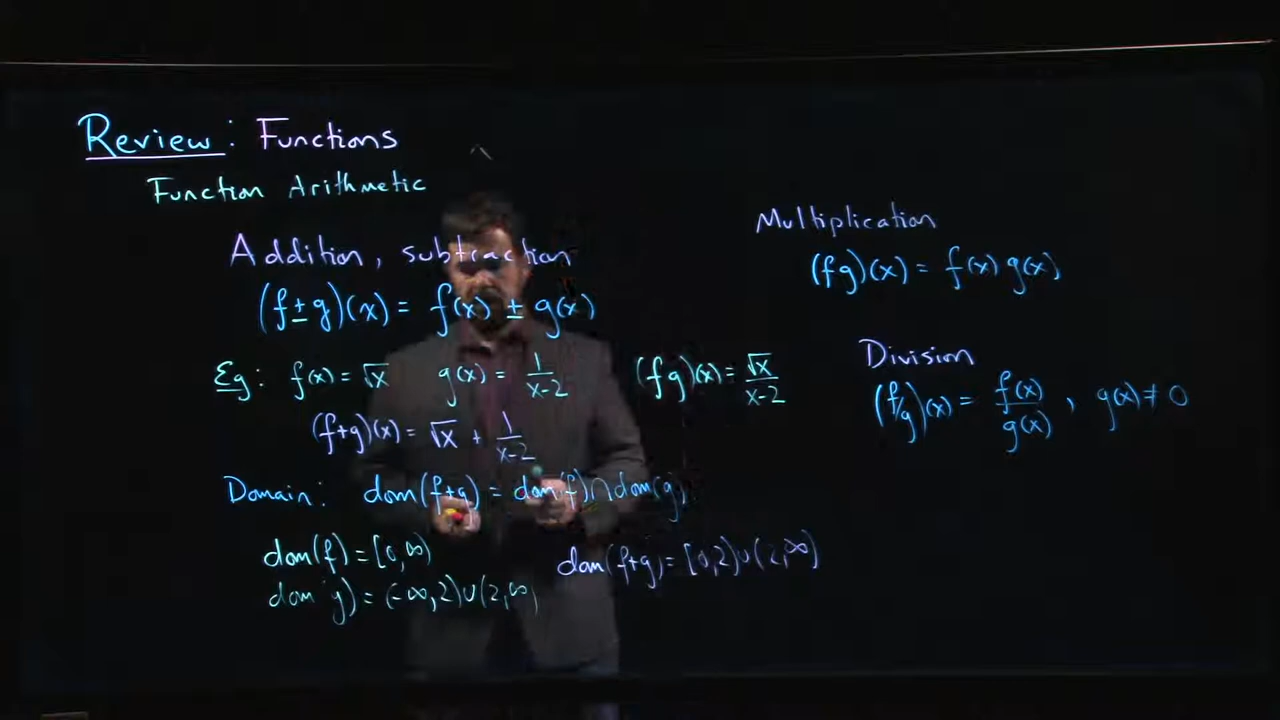 Review: Functions
Function Arithmetic
Addition, subtraction
(f±g)(x) = f(x) ± g(x)
Eg: f(x) = √x g(x) = 1/(x-2) (fg)(x) = √x/(x-2)
(f+g)(x) = √x + 1/(x-2)
Domain: dom(f+g) = dom(f)∩dom(g)
dom(f) = [0,∞)
dom(g) = (-∞,2)∪(2,∞)
dom(f+g) = [0,2)∪(2,∞)
Multiplication
(fg)(x) = f(x) g(x)
Division
(f/g)(x) = f(x)/g(x), g(x) ≠ 0